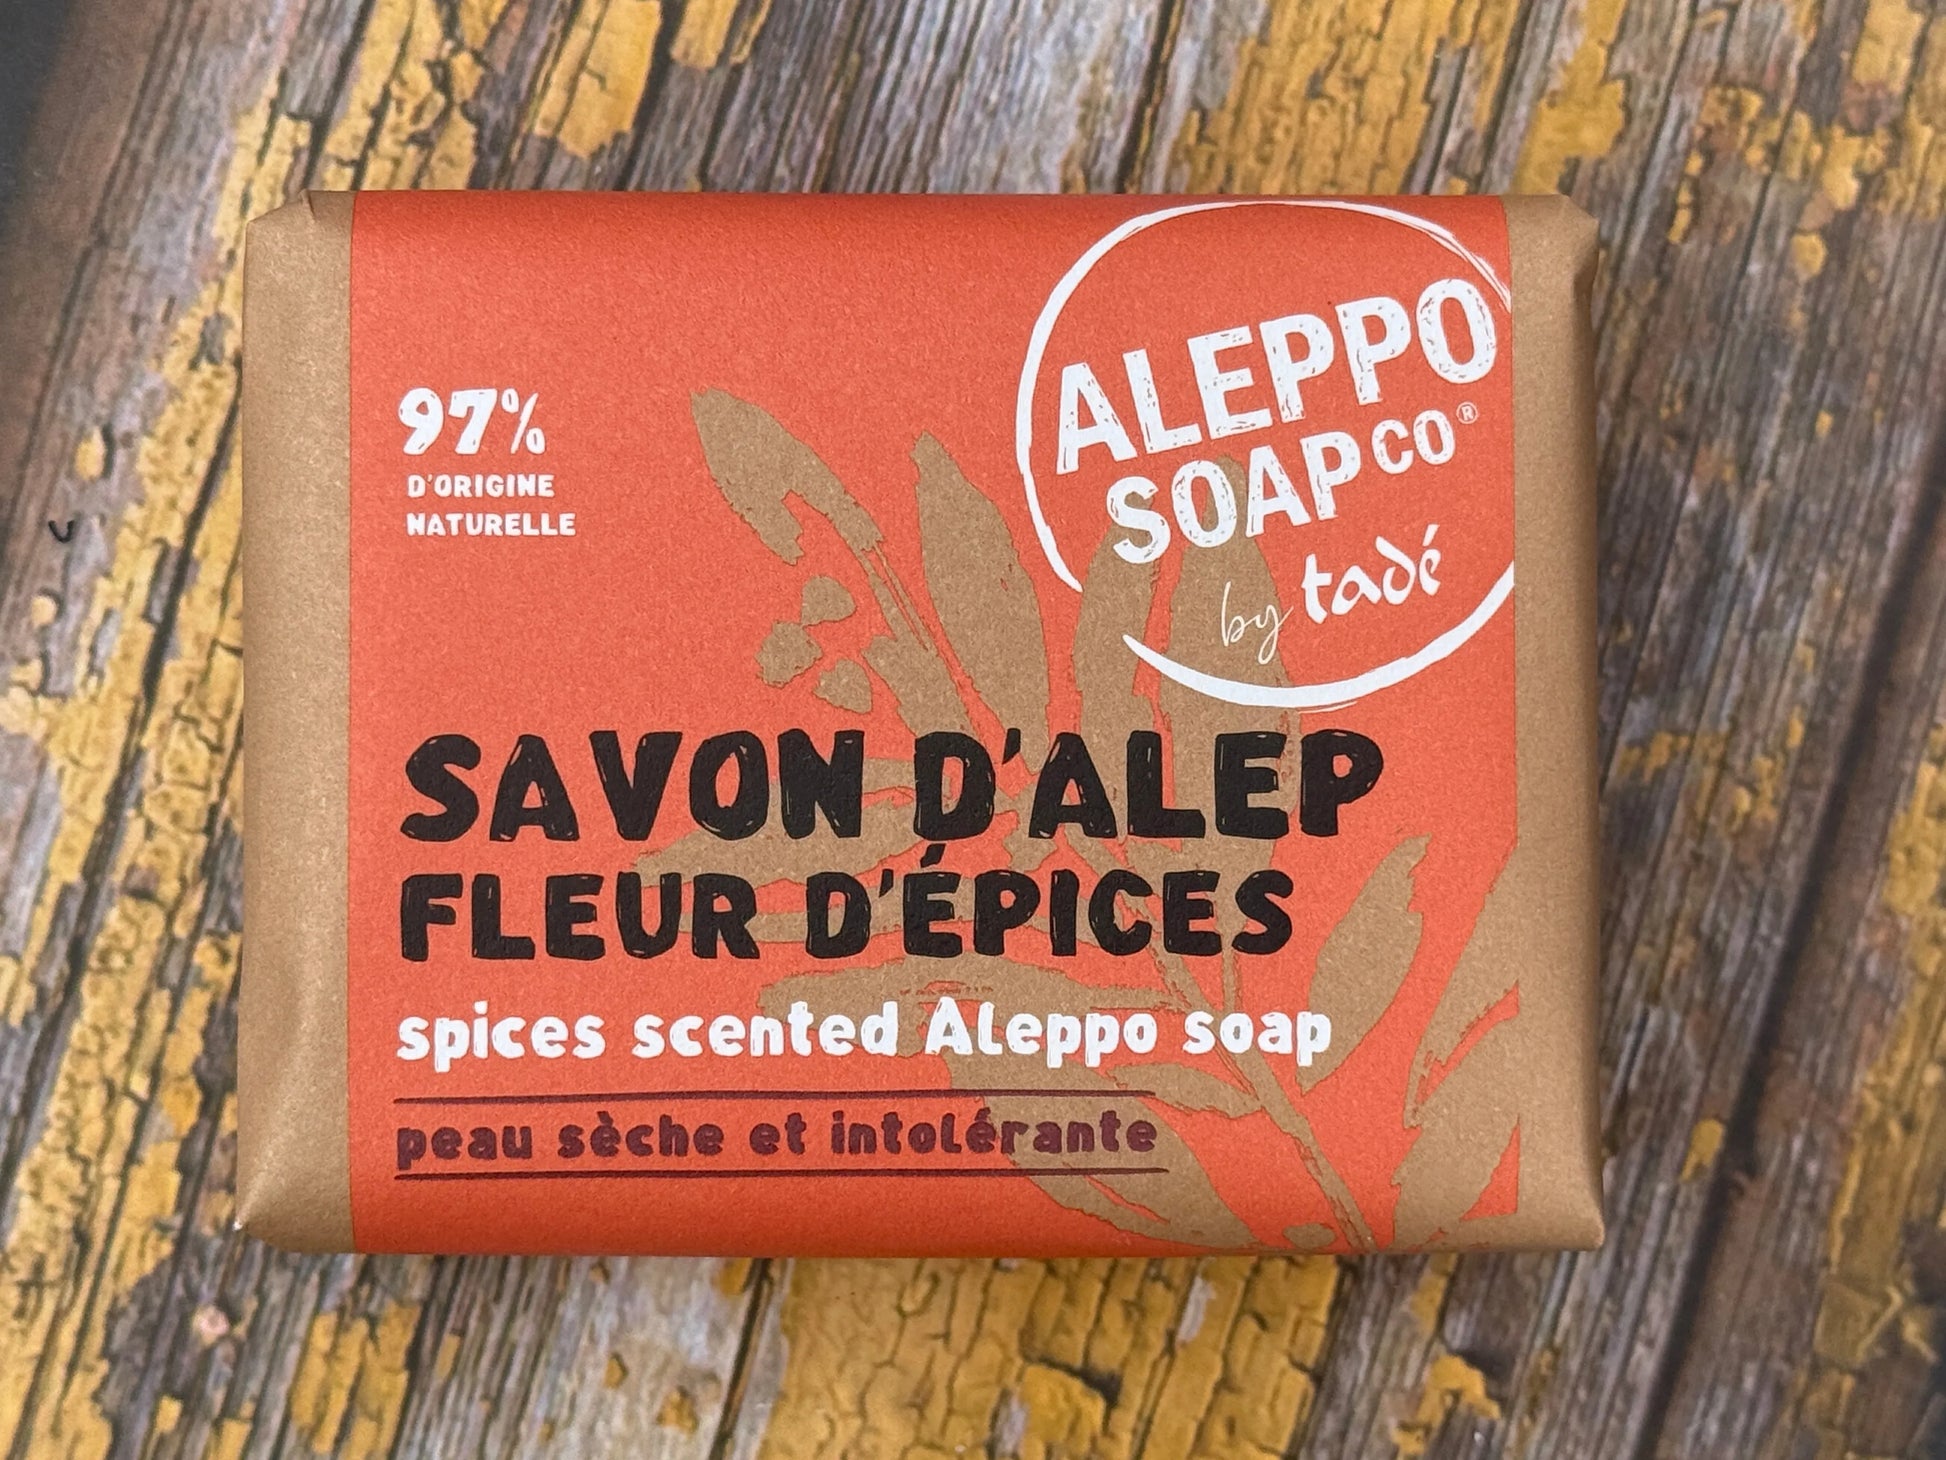 ALEPPO
SOAP CO®
by tadé
97%
D'ORIGINE
NATURELLE
SAVON D'ALEP
FLEUR D'ÉPICES
spices scented Aleppo soap
peau sèche et intolérante